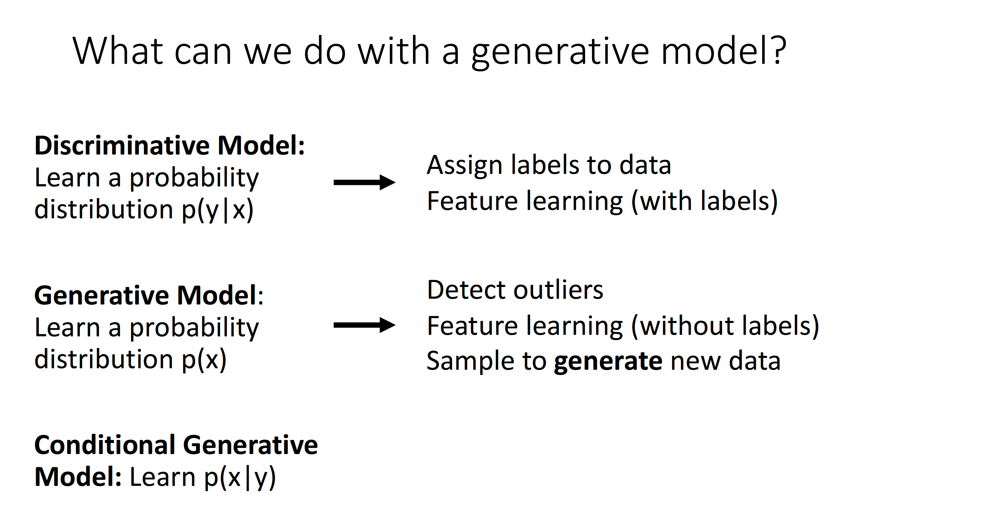 What can we do with a generative model?
Discriminative Model:
Learn a probability
distribution p(y|x)
Assign labels to data
Feature learning (with labels)
Generative Model:
Learn a probability
distribution p(x)
Detect outliers
Feature learning (without labels)
Sample to generate new data
Conditional Generative
Model: Learn p(x|y)